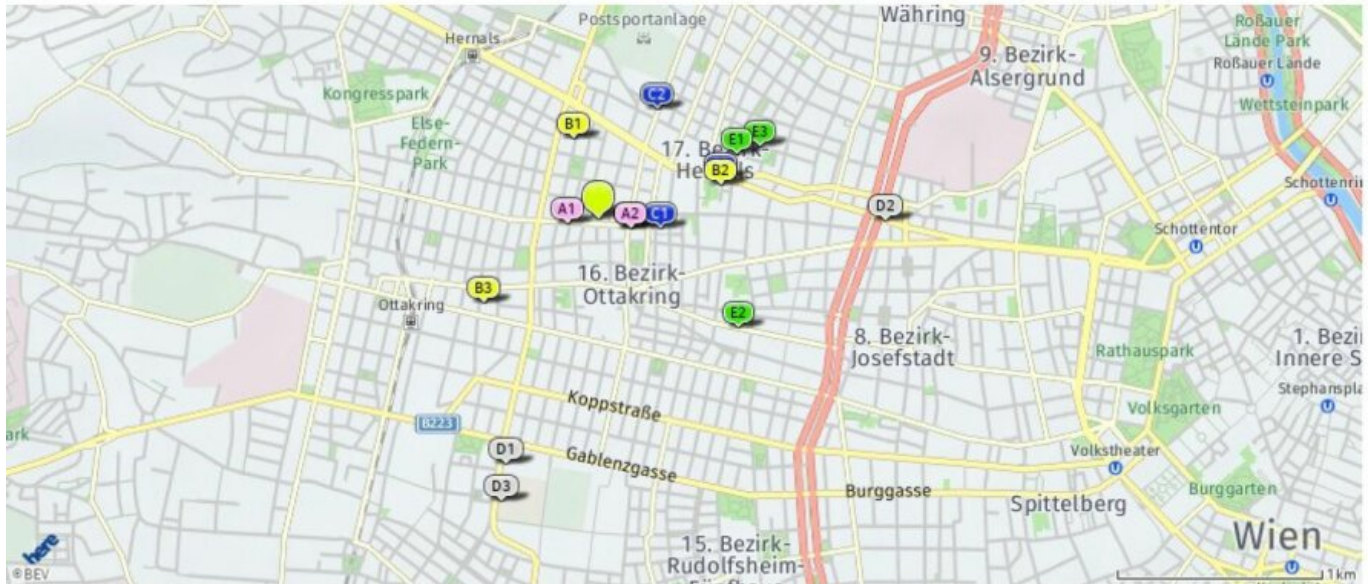 Postsportanlage
Währing
Roßauer
Lände Park
Hernals
9. Bezirk-
Alsergrund
Roßauer Lände
U
Kongresspark
C2
Wettsteinpark
Else-
Federn-
Park
B1
E1
E3
17. Bezirk-
Hernals
B2
Schottenrin
A1
A2
C1
D2
Schottentor
U
16. Bezirk-
Ottakring
B3
Ottakring
E2
8. Bezirk-
Josefstadt
Rathauspark
1. Bezi
Innere S
Stephanspla
U
Koppstraße
Volksgarten
B223
ark
D1
Gablenzgasse
Volkstheater
U
D3
Burggasse
Burggarten
Spittelberg
Wien
U
here
15. Bezirk-
Rudolfsheim-
© BEV
1km